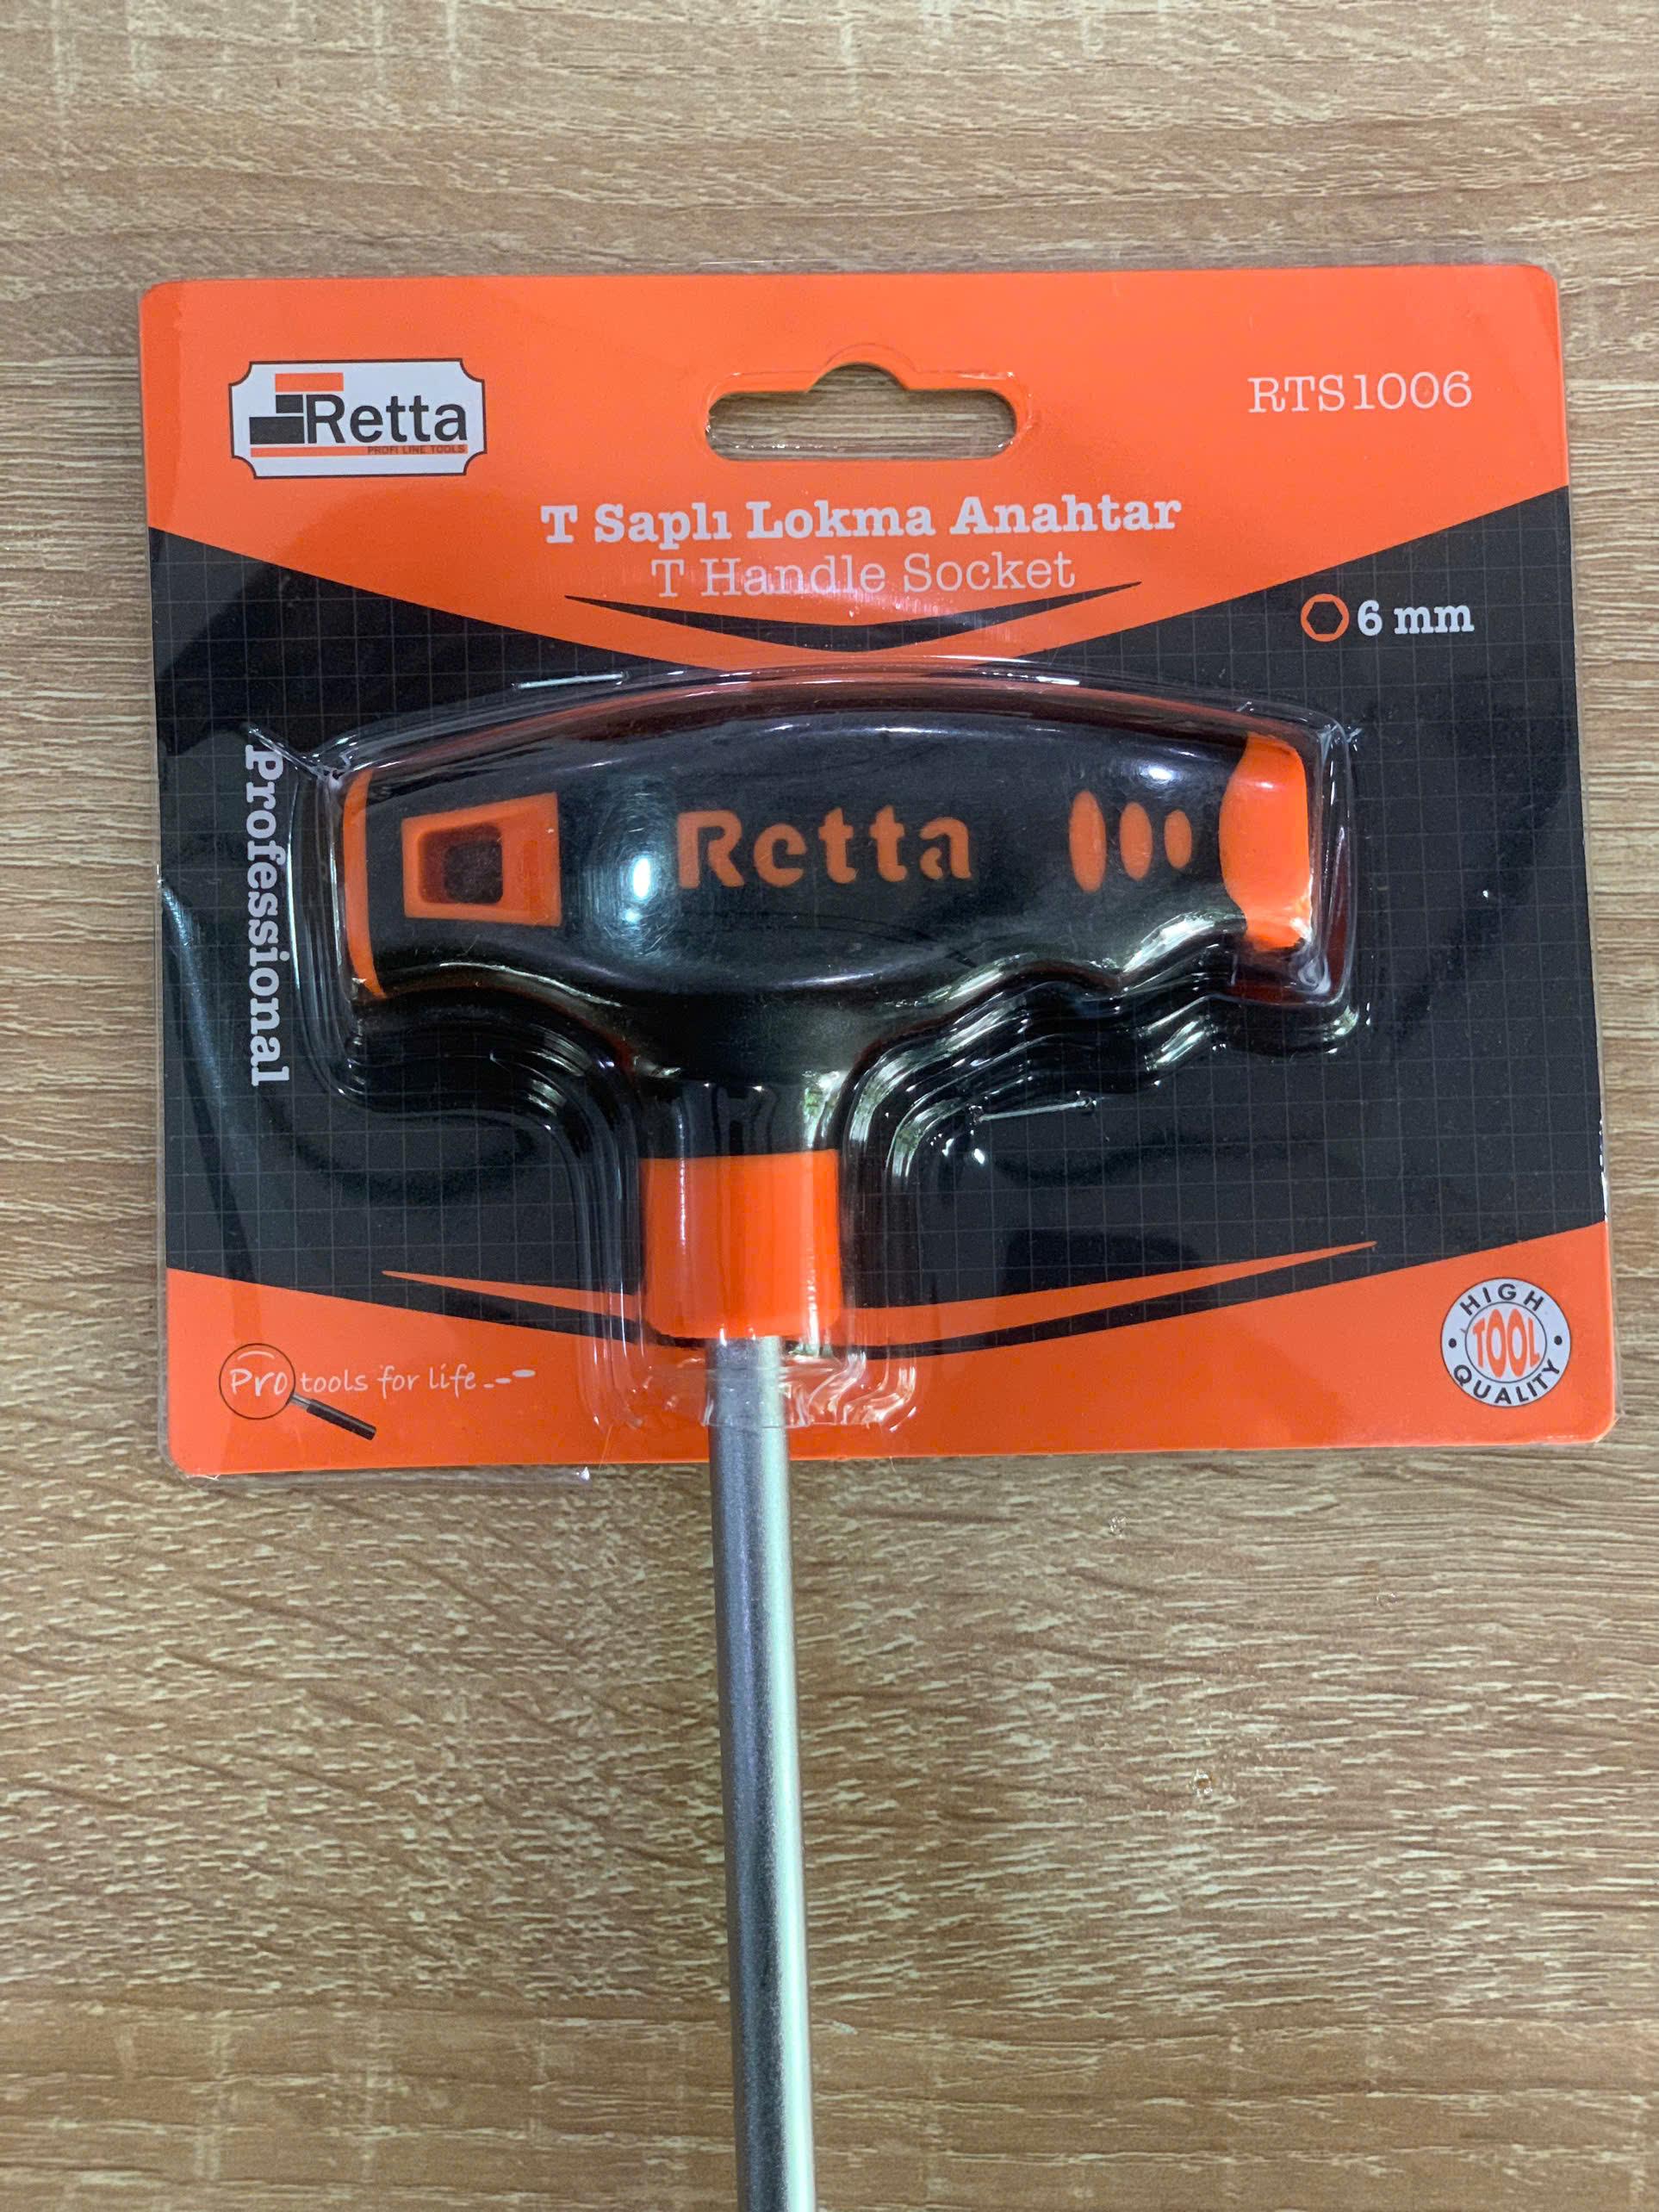 Retta
PROFI LINE TOOLS
RTS1006
T Saplı Lokma Anahtar
T Handle Socket
6 mm
Professional
Retta
Pro tools for life
HIGH
TOOL
QUALITY